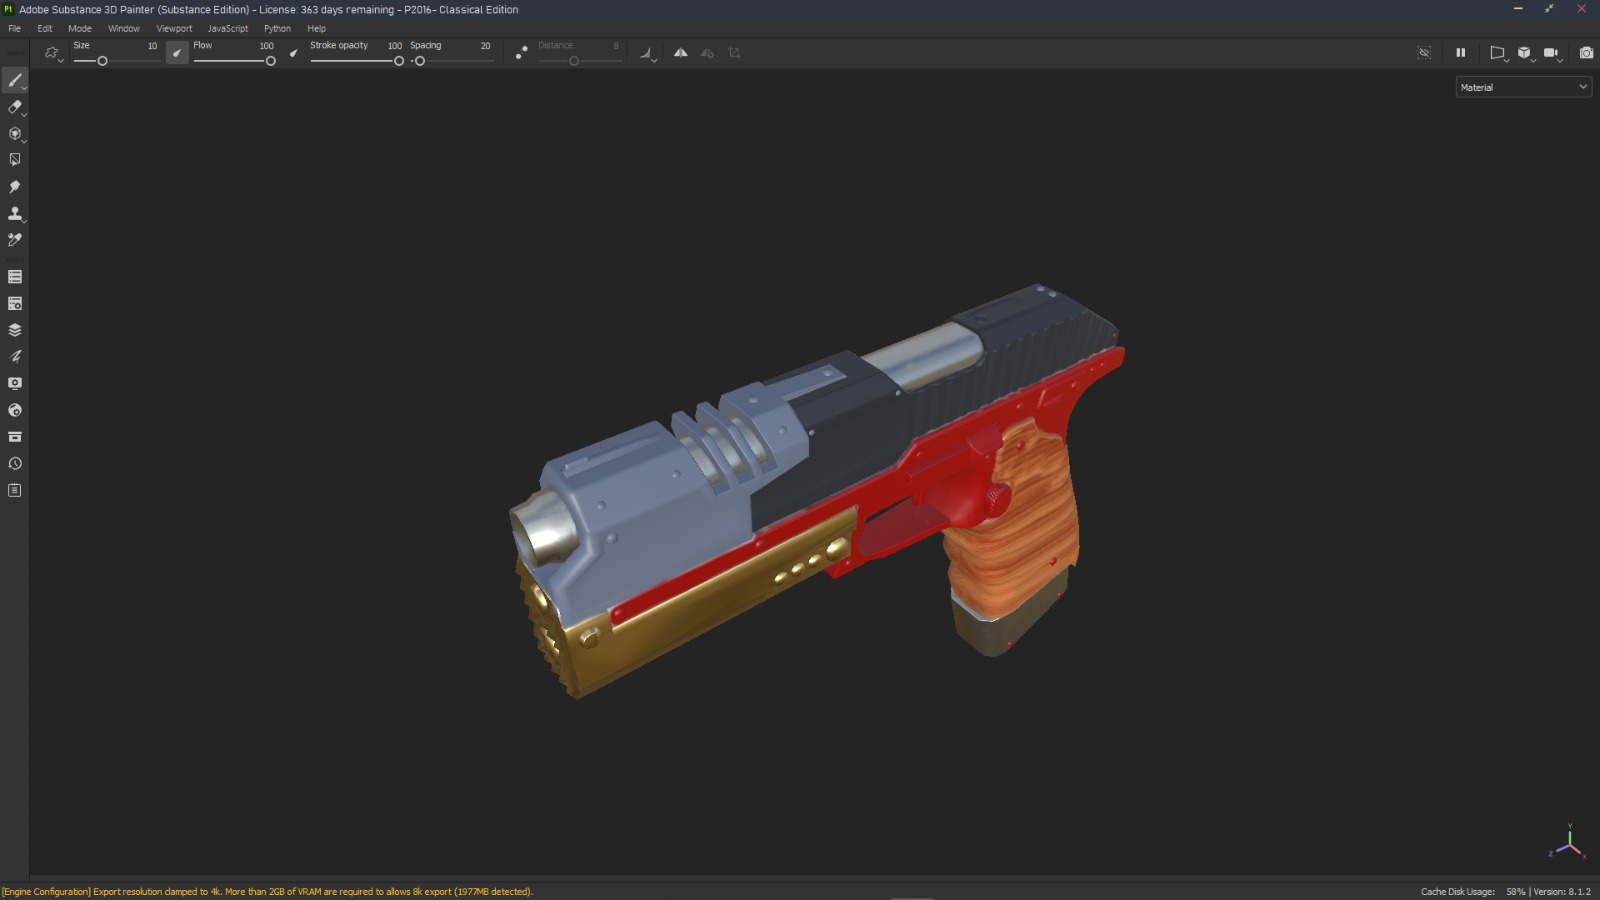 Pt Adobe Substance 3D Painter (Substance Edition) - License: 363 days remaining - P2016- Classical Edition
File Edit Mode Window Viewport JavaScript Python Help
Size 10 Flow 100 Stroke opacity 100 Spacing 20 Distance 8
Material
Y
Z X
[Engine Configuration] Export resolution clamped to 4k. More than 2GB of VRAM are required to allows 8k export (1977MB detected). Cache Disk Usage: 58% | Version: 8.1.2